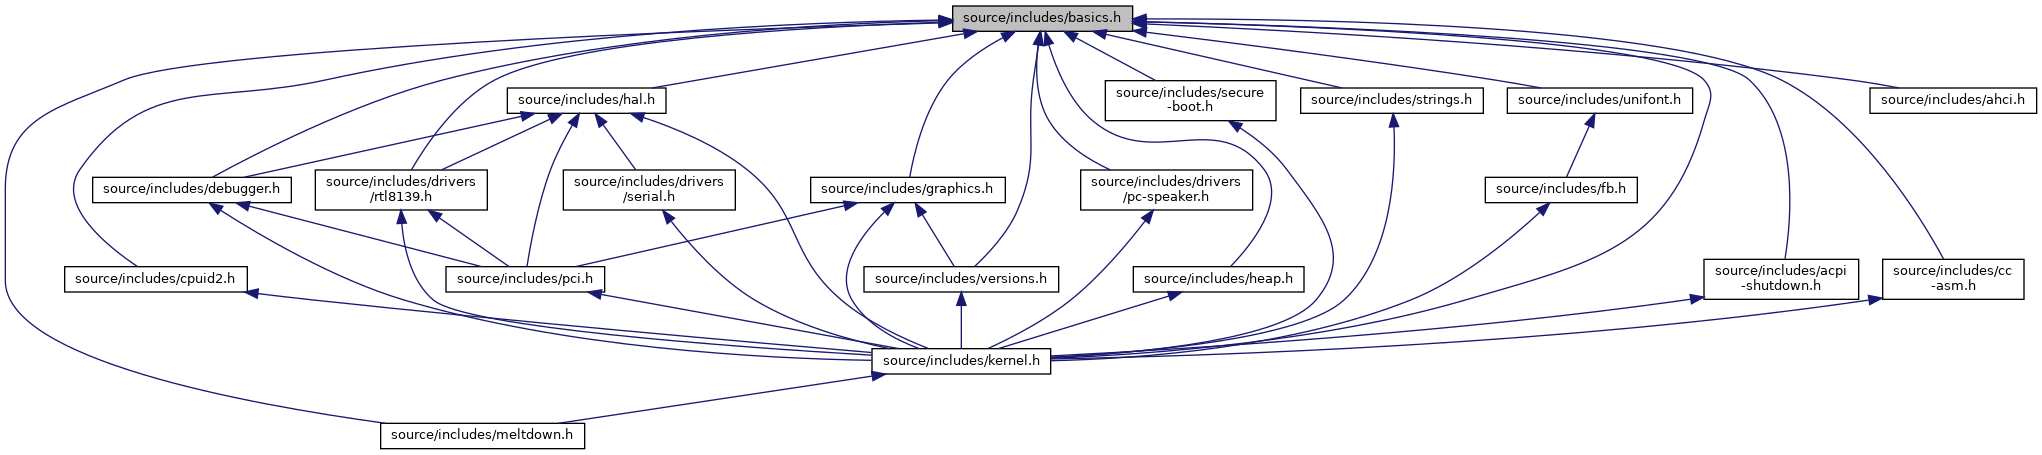 source/includes/basics.h
source/includes/hal.h
source/includes/secure
-boot.h
source/includes/strings.h
source/includes/unifont.h
source/includes/ahci.h
source/includes/debugger.h
source/includes/drivers
/rtl8139.h
source/includes/drivers
/serial.h
source/includes/graphics.h
source/includes/drivers
/pc-speaker.h
source/includes/fb.h
source/includes/cpuid2.h
source/includes/pci.h
source/includes/versions.h
source/includes/heap.h
source/includes/acpi
-shutdown.h
source/includes/cc
-asm.h
source/includes/kernel.h
source/includes/meltdown.h